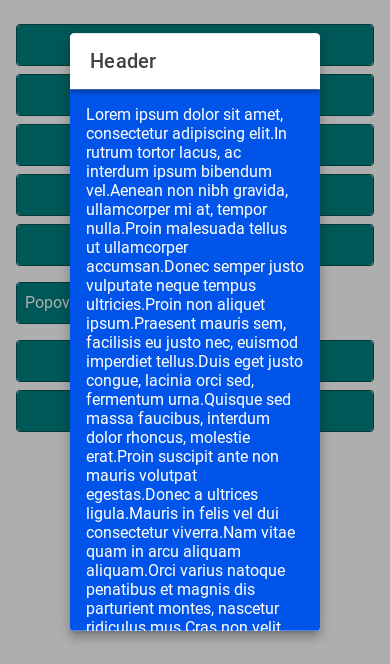 Header
Lorem ipsum dolor sit amet,
consectetur adipiscing elit.In
rutrum tortor lacus, ac
interdum ipsum bibendum
vel.Aenean non nibh gravida,
ullamcorper mi at, tempor
nulla.Proin malesuada tellus
ut ullamcorper
accumsan.Donec semper justo
vulputate neque tempus
ultricies.Proin non aliquet
ipsum.Praesent mauris sem,
facilisis eu justo nec, euismod
imperdiet tellus.Duis eget justo
Popov
congue, lacinia orci sed,
fermentum urna.Quisque sed
massa faucibus, interdum
dolor rhoncus, molestie
erat.Proin suscipit ante non
mauris volutpat
egestas.Donec a ultrices
ligula.Mauris in felis vel dui
consectetur viverra.Nam vitae
quam in arcu aliquam
aliquam.Orci varius natoque
penatibus et magnis dis
parturient montes, nascetur
ridiculus mus.Cras non velit